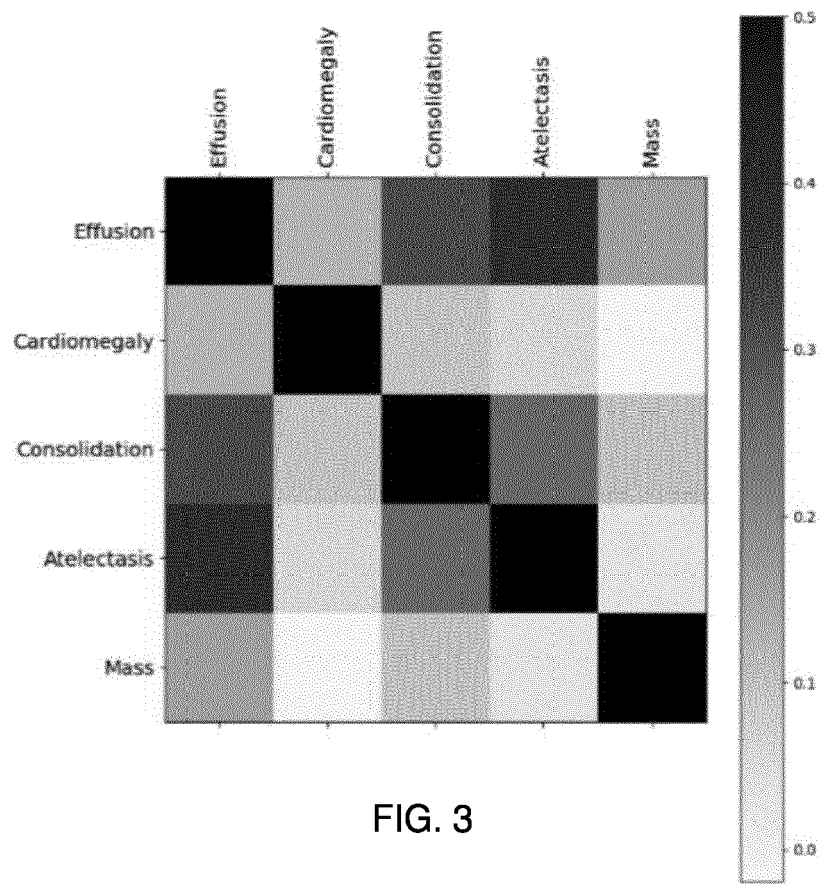 Effusion
Cardiomegaly
Consolidation
Atelectasis
Mass
Effusion
Cardiomegaly
Consolidation
Atelectasis
Mass
0.5
0.4
0.3
0.2
0.1
0.0
FIG. 3